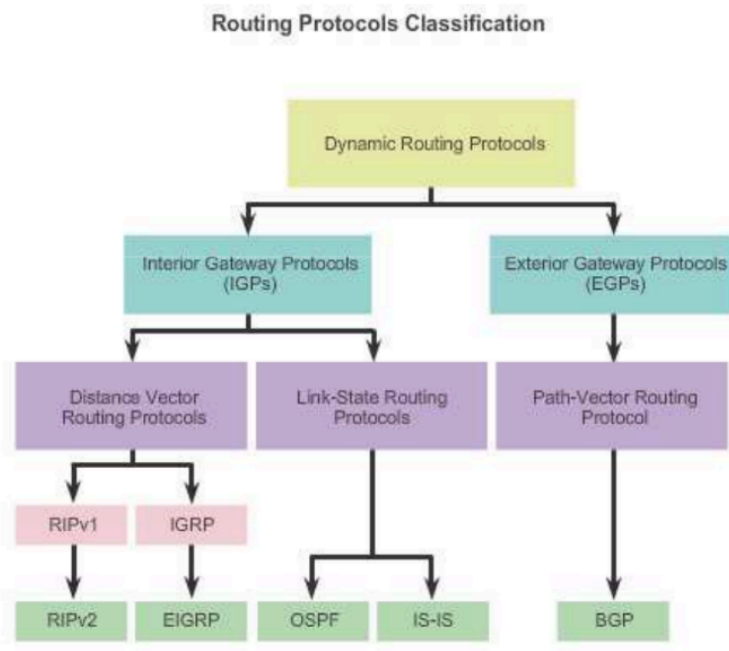 Routing Protocols Classification
Dynamic Routing Protocols
Interior Gateway Protocols
(IGPs)
Exterior Gateway Protocols
(EGPs)
Distance Vector
Routing Protocols
Link-State Routing
Protocols
Path-Vector Routing
Protocol
RIPv1
IGRP
RIPv2
EIGRP
OSPF
IS-IS
BGP